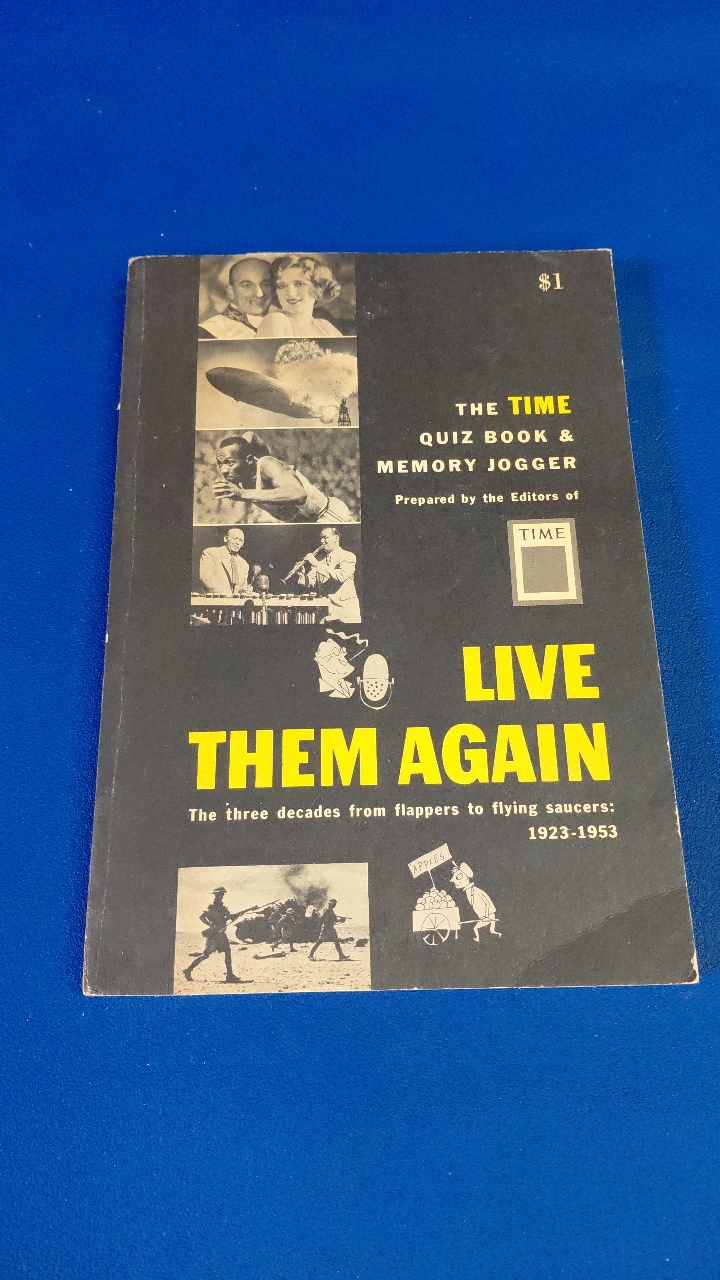 $1
THE TIME
QUIZ BOOK &
MEMORY JOGGER
Prepared by the Editors of
TIME
LIVE
THEM AGAIN
The three decades from flappers to flying saucers:
1923-1953
APPLES